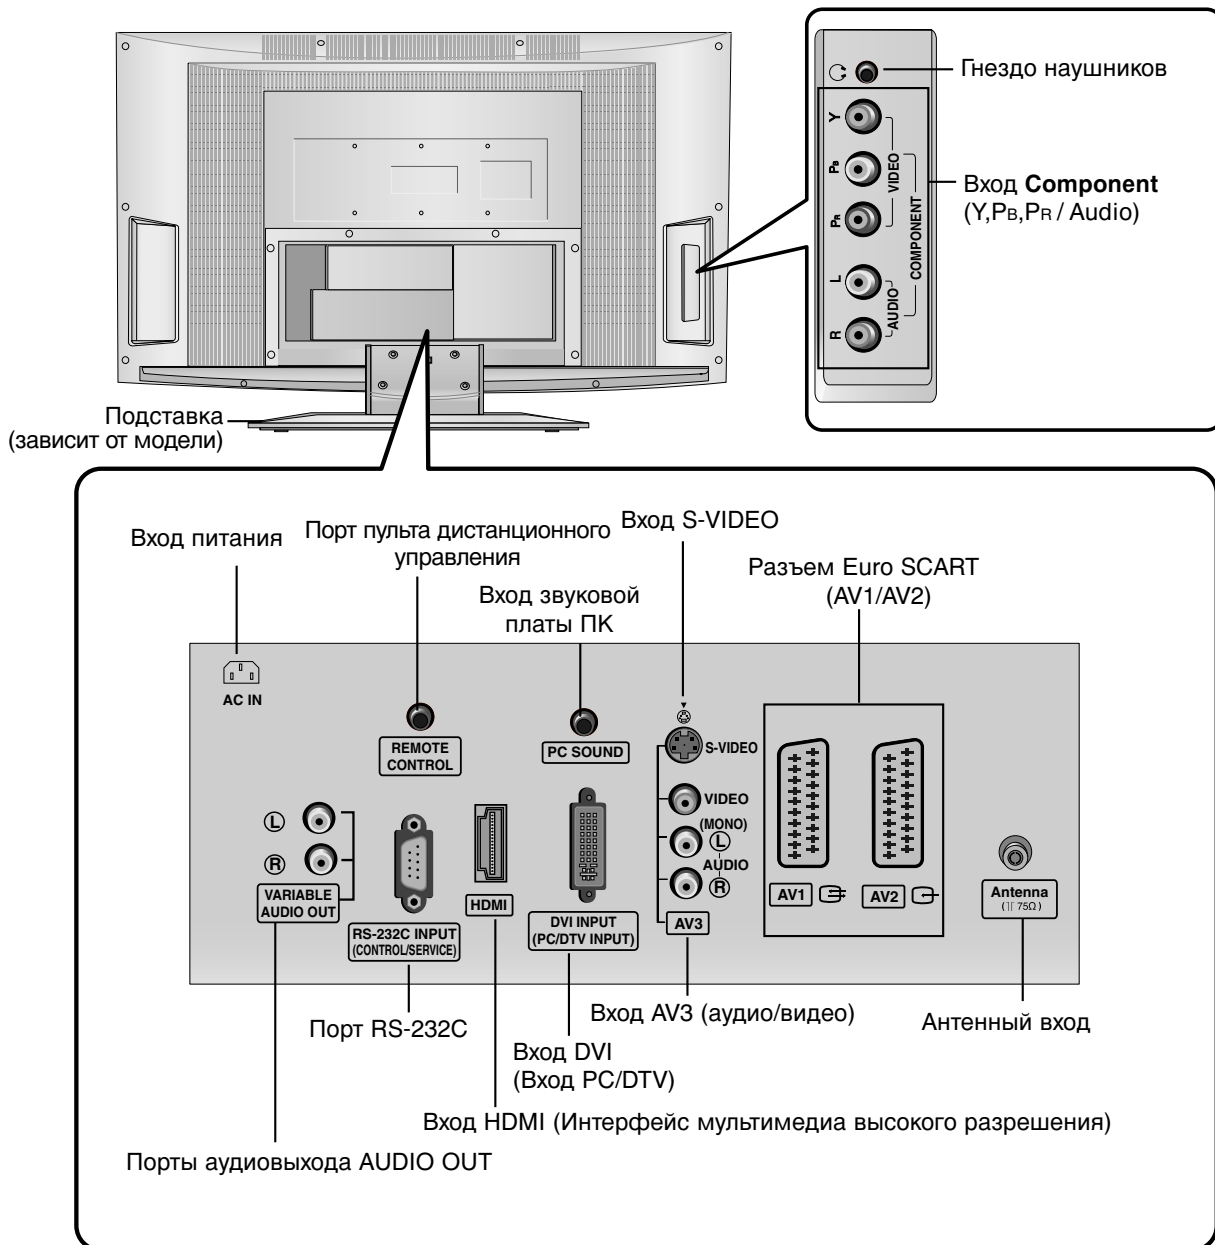 Гнездо наушников
Y
PB
PR
VIDEO
L
R
AUDIO
COMPONENT
Вход Component
(Y,PB,PR / Audio)
Подставка
(зависит от модели)
Вход питания
Порт пульта дистанционного
управления
Вход S-VIDEO
Вход звуковой
платы ПК
Разъем Euro SCART
(AV1/AV2)
AC IN
REMOTE
CONTROL
PC SOUND
S-VIDEO
VIDEO
(MONO)
L
AUDIO
R
AV3
L
R
VARIABLE
AUDIO OUT
RS-232C INPUT
(CONTROL/SERVICE)
HDMI
DVI INPUT
(PC/DTV INPUT)
AV1
AV2
Antenna
(75Ω)
Порт RS-232C
Вход AV3 (аудио/видео)
Антенный вход
Вход DVI
(Вход PC/DTV)
Вход HDMI (Интерфейс мультимедиа высокого разрешения)
Порты аудиовыхода AUDIO OUT